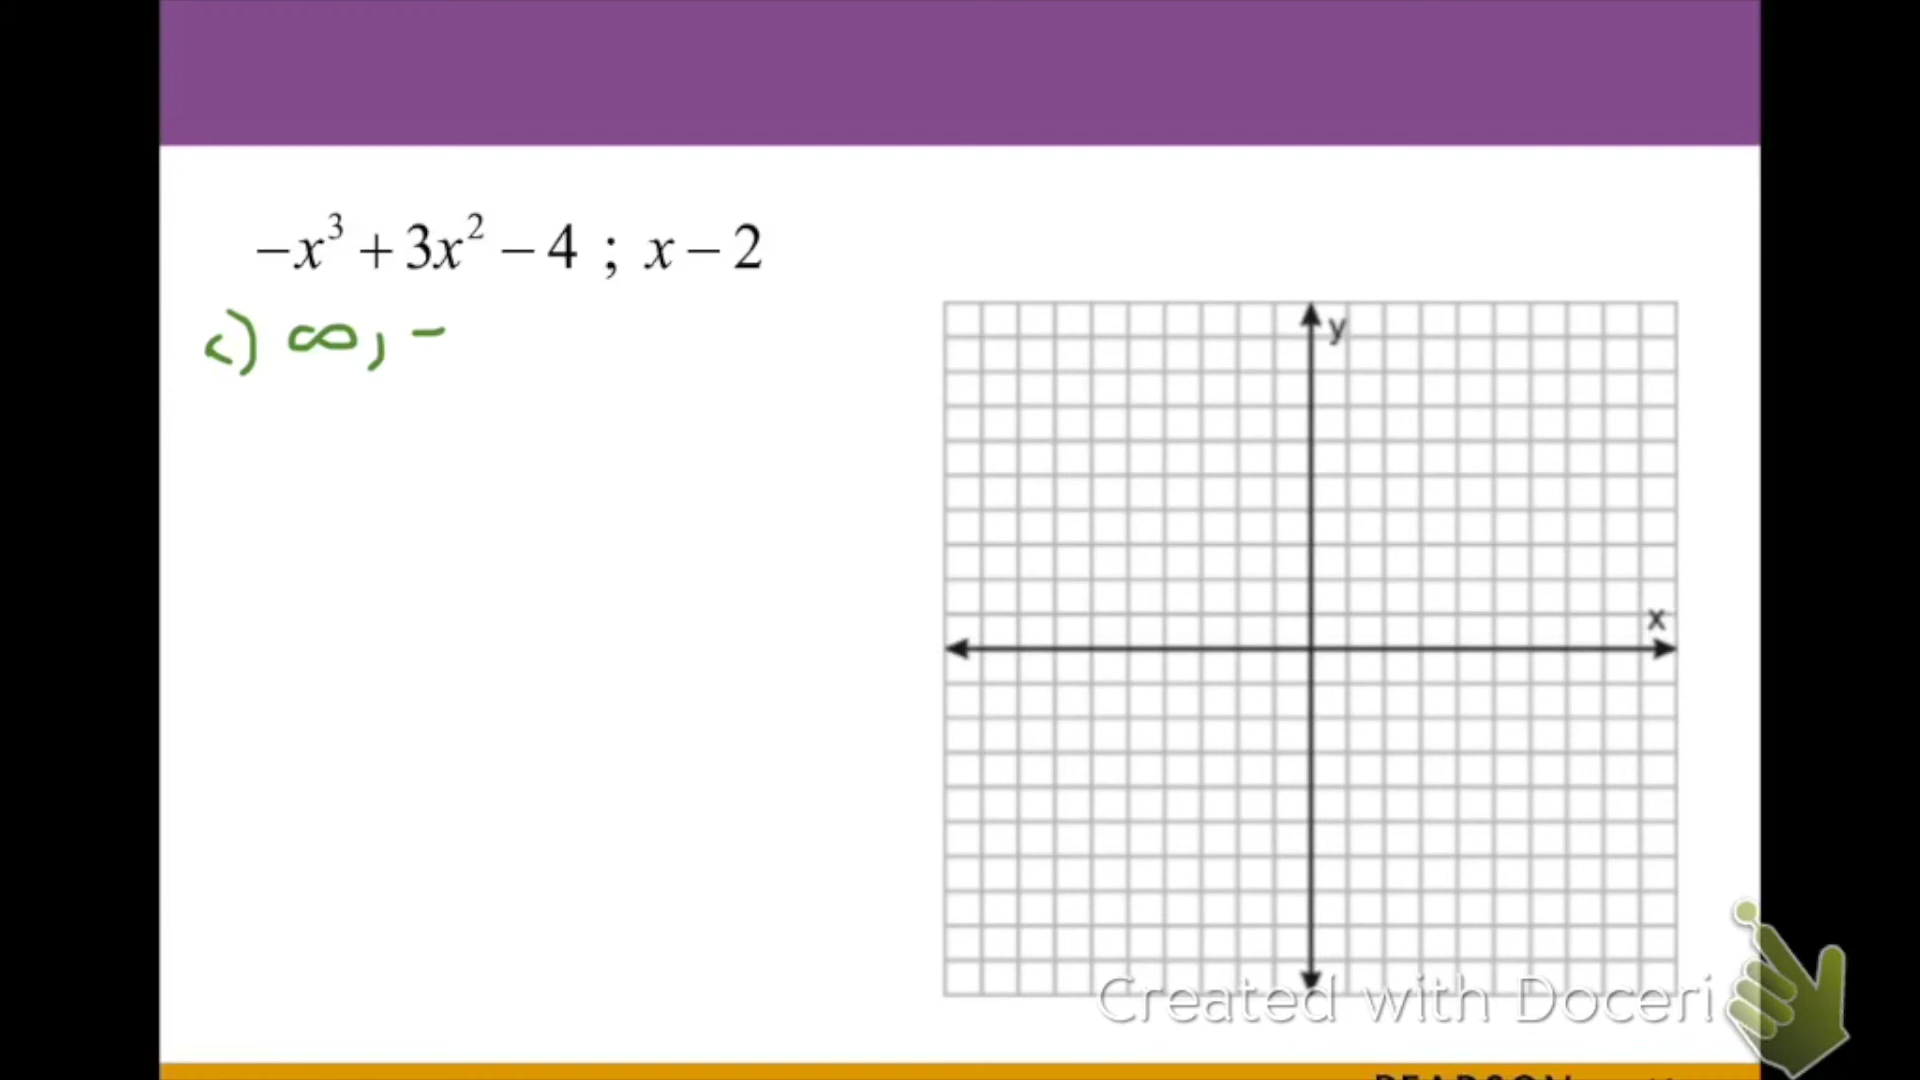 −x³ + 3x² − 4 ; x − 2
c) ∞, −
y
x
Created with Doceri